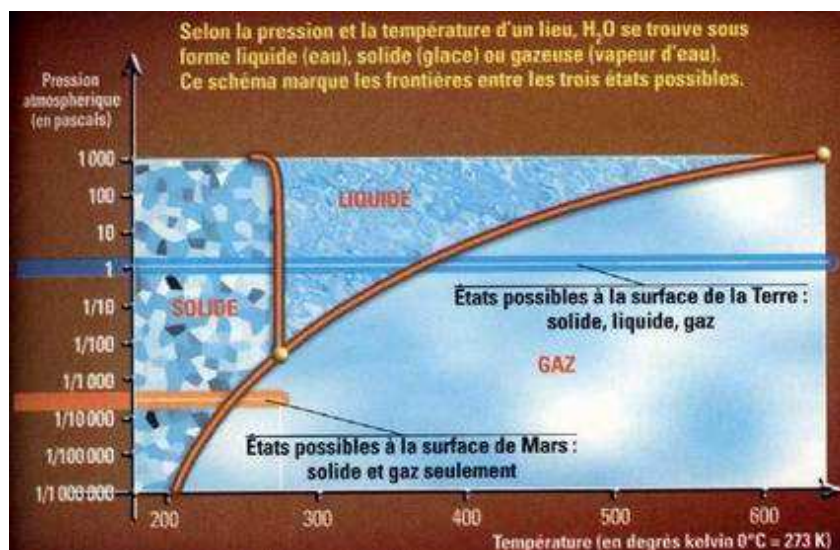 Selon la pression et la température d'un lieu, H₂O se trouve sous
forme liquide (eau), solide (glace) ou gazeuse (vapeur d'eau).
Ce schéma marque les frontières entre les trois états possibles.
Pression
atmosphérique
(en pascals)
1 000
100
10
1
1/10
1/100
1/1 000
1/10 000
1/100 000
1/1 000 000
LIQUIDE
SOLIDE
États possibles à la surface de la Terre :
solide, liquide, gaz
GAZ
États possibles à la surface de Mars :
solide et gaz seulement
200
300
400
500
600
Température (en degrés kelvin 0°C = 273 K)